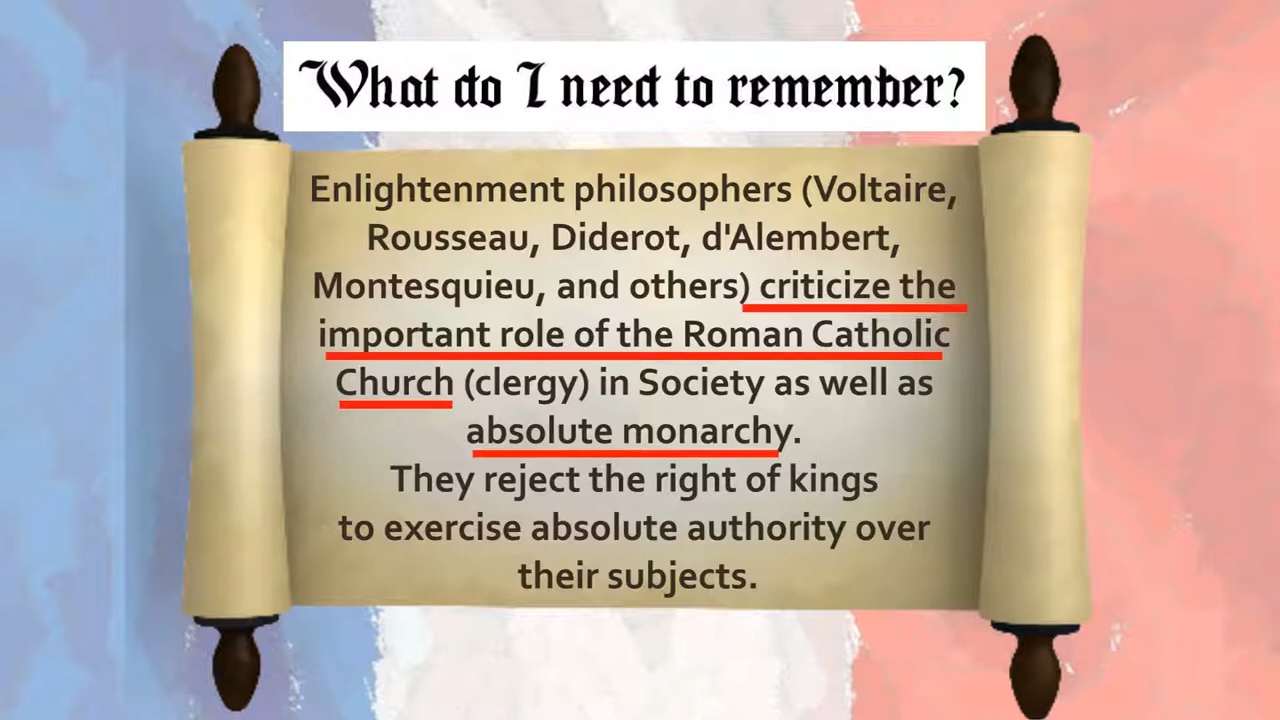 What do I need to remember?
Enlightenment philosophers (Voltaire,
Rousseau, Diderot, d'Alembert,
Montesquieu, and others) criticize the
important role of the Roman Catholic
Church (clergy) in Society as well as
absolute monarchy.
They reject the right of kings
to exercise absolute authority over
their subjects.